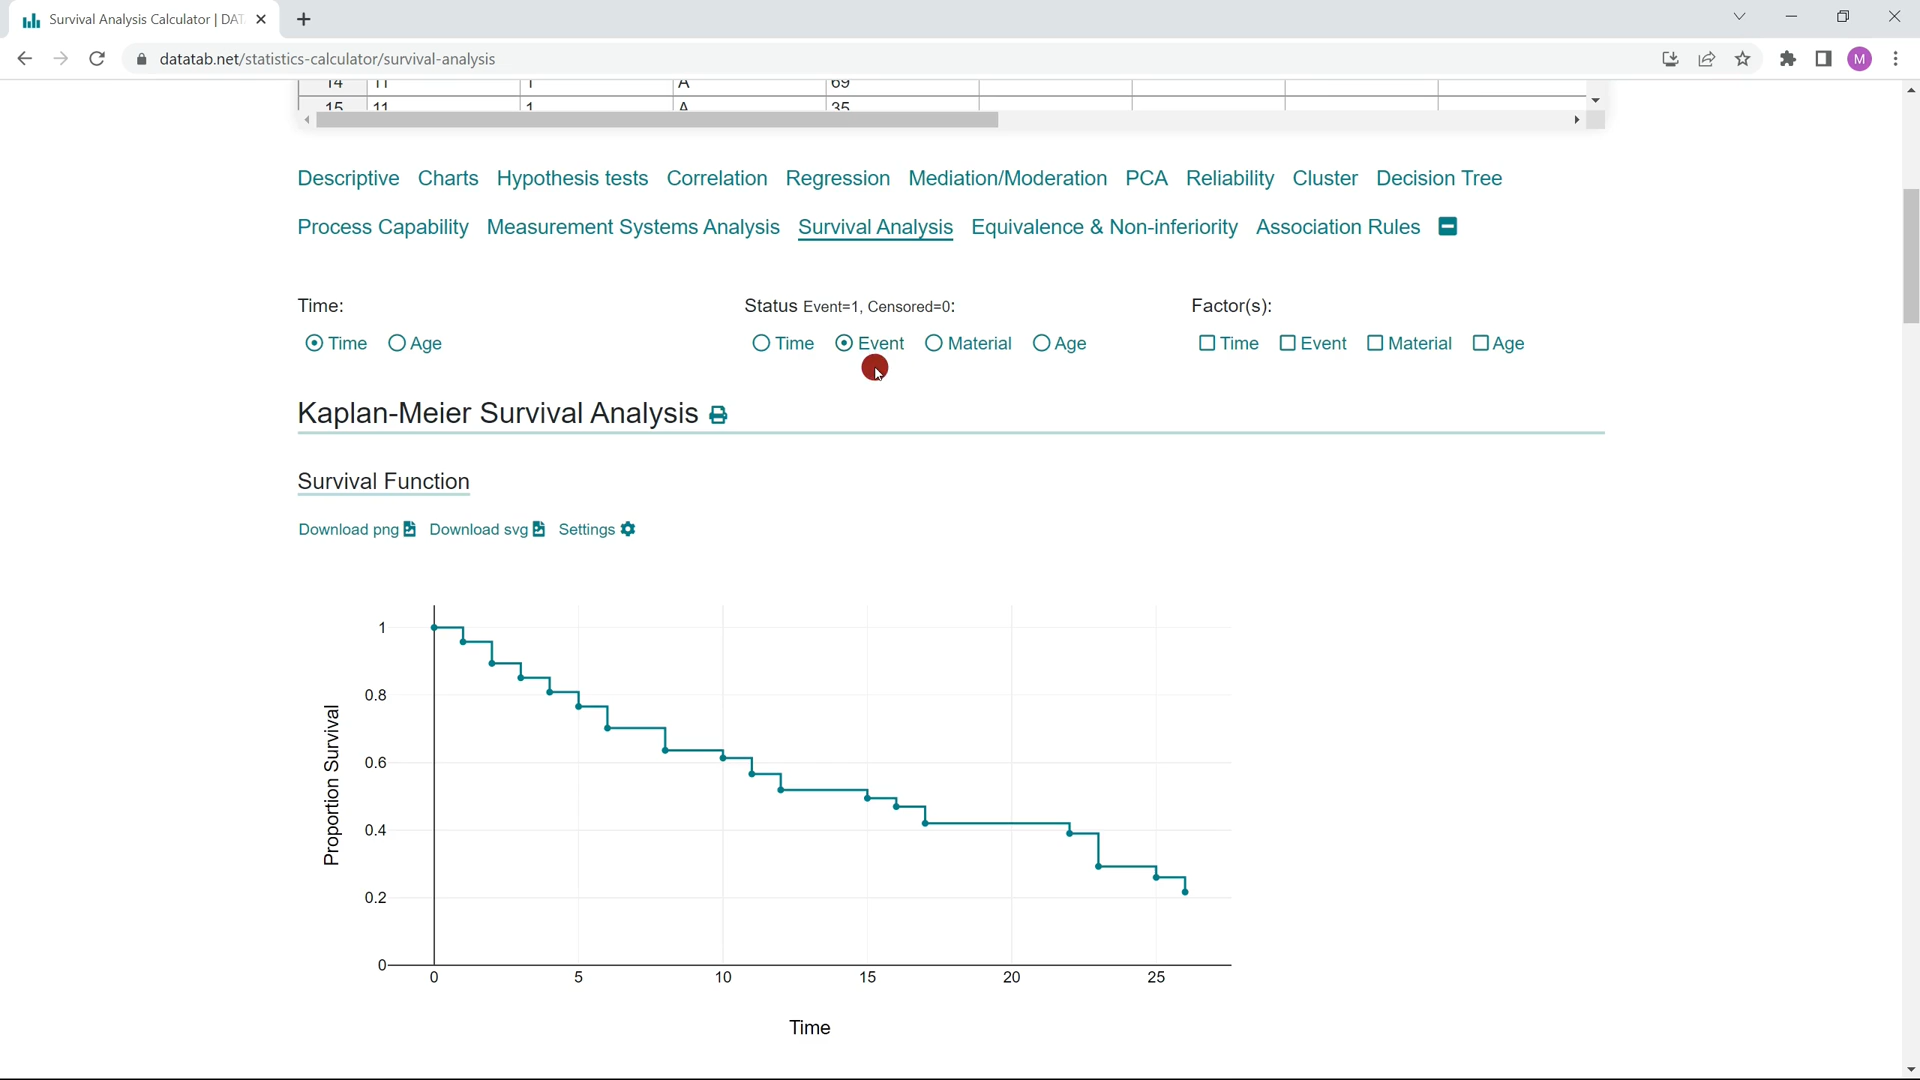 Survival Analysis Calculator | DAT
M
datatab.net/statistics-calculator/survival-analysis
14 11 1 A 69
15 11 1 A 35
Descriptive Charts Hypothesis tests Correlation Regression Mediation/Moderation PCA Reliability Cluster Decision Tree
Process Capability Measurement Systems Analysis Survival Analysis Equivalence & Non-inferiority Association Rules
Time: Status Event=1, Censored=0: Factor(s):
Time Age Time Event Material Age Time Event Material Age
Kaplan-Meier Survival Analysis
Survival Function
Download png Download svg Settings
1
0.8
0.6
0.4
0.2
0
Proportion Survival
0 5 10 15 20 25
Time